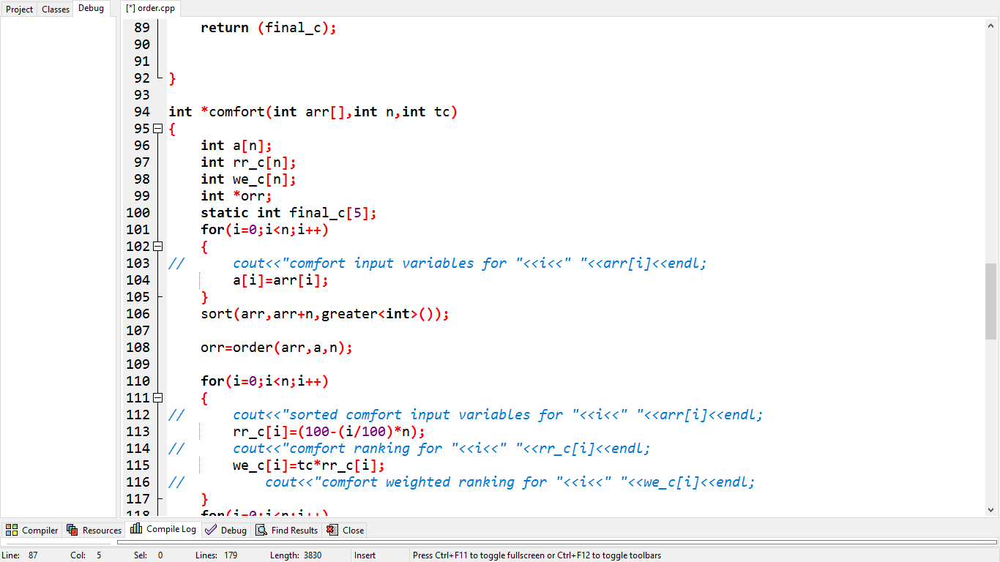 Project Classes Debug [*] order.cpp
89 return (final_c);
90
91
92 }
93
94 int *comfort(int arr[],int n,int tc)
95 {
96 int a[n];
97 int rr_c[n];
98 int we_c[n];
99 int *orr;
100 static int final_c[5];
101 for(i=0;i<n;i++)
102 {
103 // cout<<"comfort input variables for "<<i<<" "<<arr[i]<<endl;
104 a[i]=arr[i];
105 }
106 sort(arr,arr+n,greater<int>());
107
108 orr=order(arr,a,n);
109
110 for(i=0;i<n;i++)
111 {
112 // cout<<"sorted comfort input variables for "<<i<<" "<<arr[i]<<endl;
113 rr_c[i]=(100-(i/100)*n);
114 // cout<<"comfort ranking for "<<i<<" "<<rr_c[i]<<endl;
115 we_c[i]=tc*rr_c[i];
116 // cout<<"comfort weighted ranking for "<<i<<" "<<we_c[i]<<endl;
117 }
118 for(i=0;i<n;i++)
Compiler Resources Compile Log Debug Find Results Close
Line: 87 Col: 5 Sel: 0 Lines: 179 Length: 3830 Insert Press Ctrl+F11 to toggle fullscreen or Ctrl+F12 to toggle toolbars